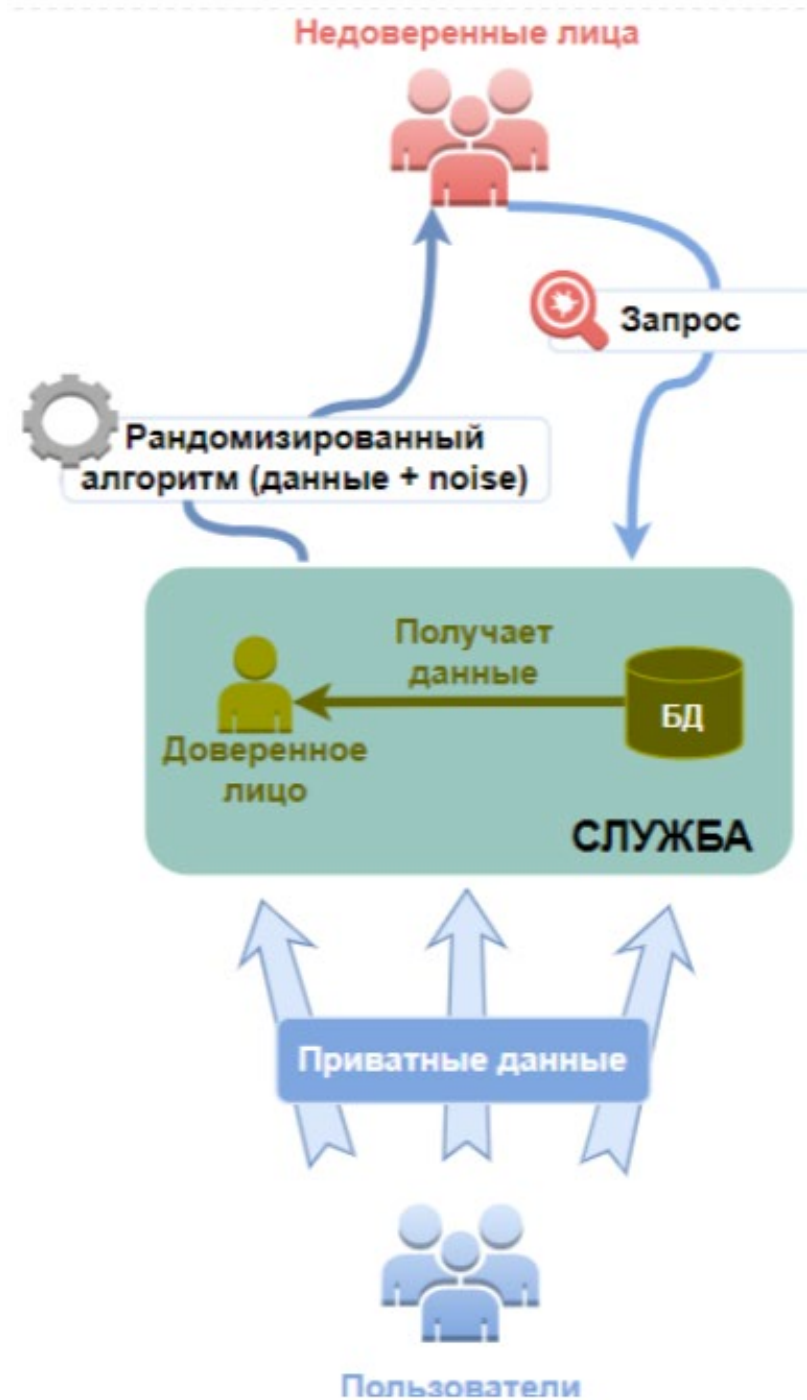 Недоверенные лица
Запрос
Рандомизированный
алгоритм (данные + noise)
Получает
данные
БД
Доверенное
лицо
СЛУЖБА
Приватные данные
Пользователи